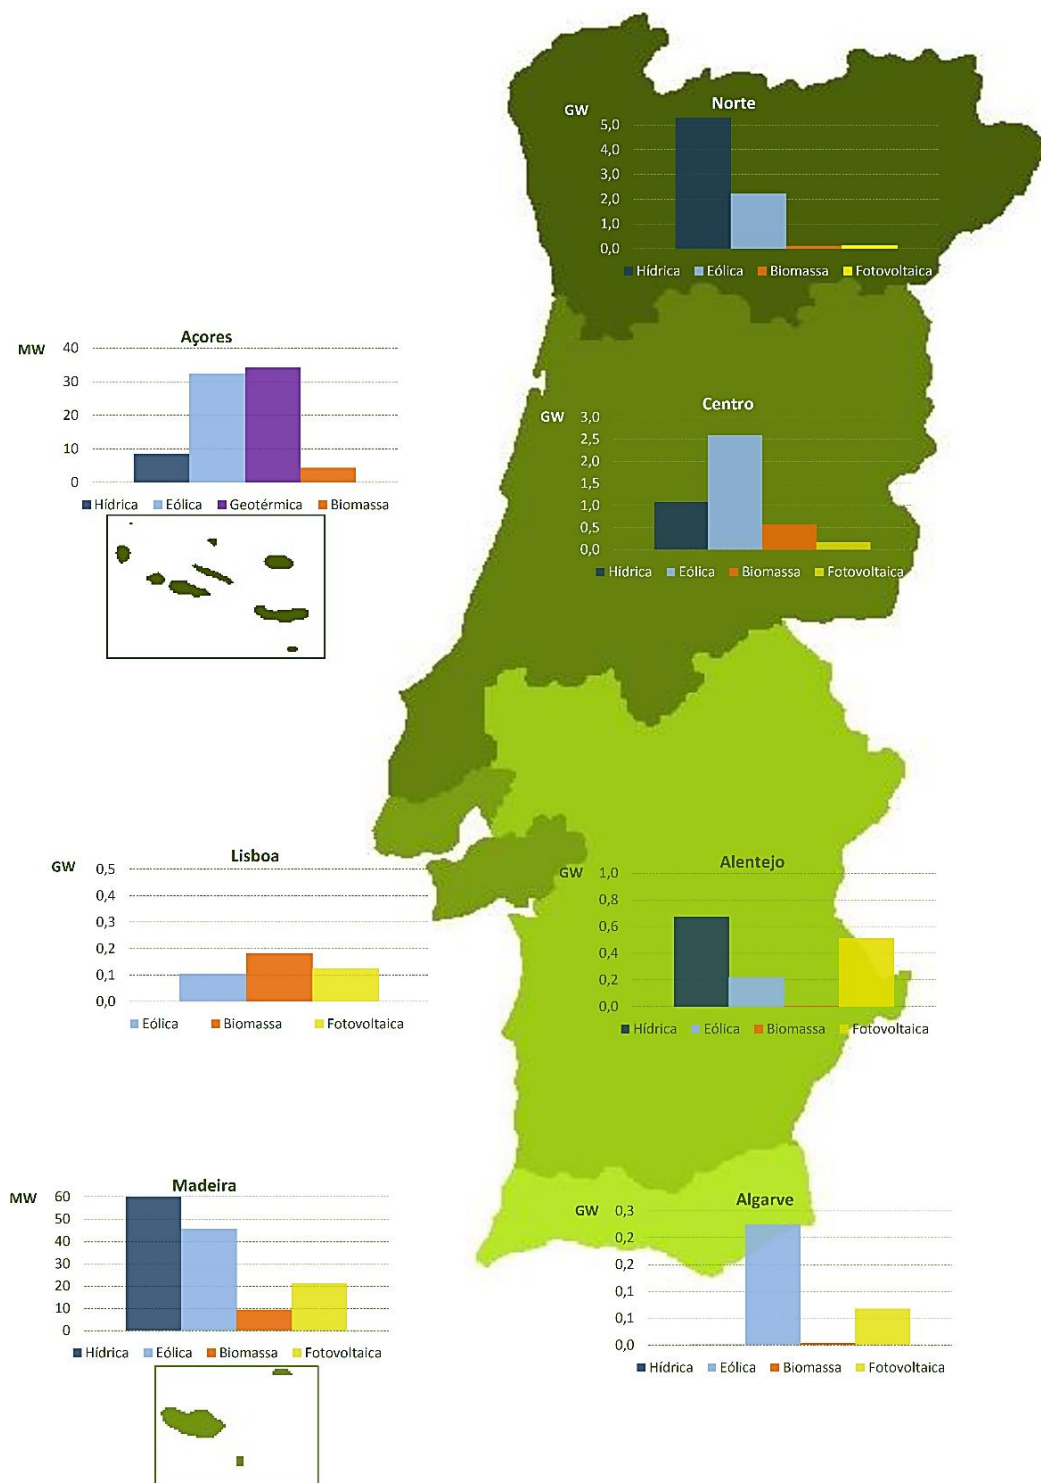 Norte
GW
5,0
4,0
3,0
2,0
1,0
0,0
Hídrica Eólica Biomassa Fotovoltaica
Açores
MW
40
30
20
10
0
Hídrica Eólica Geotérmica Biomassa
Centro
GW
3,0
2,5
2,0
1,5
1,0
0,5
0,0
Hídrica Eólica Biomassa Fotovoltaica
Lisboa
GW
0,5
0,4
0,3
0,2
0,1
0,0
Eólica Biomassa Fotovoltaica
Alentejo
GW
1,0
0,8
0,6
0,4
0,2
0,0
Hídrica Eólica Biomassa Fotovoltaica
Madeira
MW
60
50
40
30
20
10
0
Hídrica Eólica Biomassa Fotovoltaica
Algarve
GW
0,3
0,2
0,2
0,1
0,1
0,0
Hídrica Eólica Biomassa Fotovoltaica